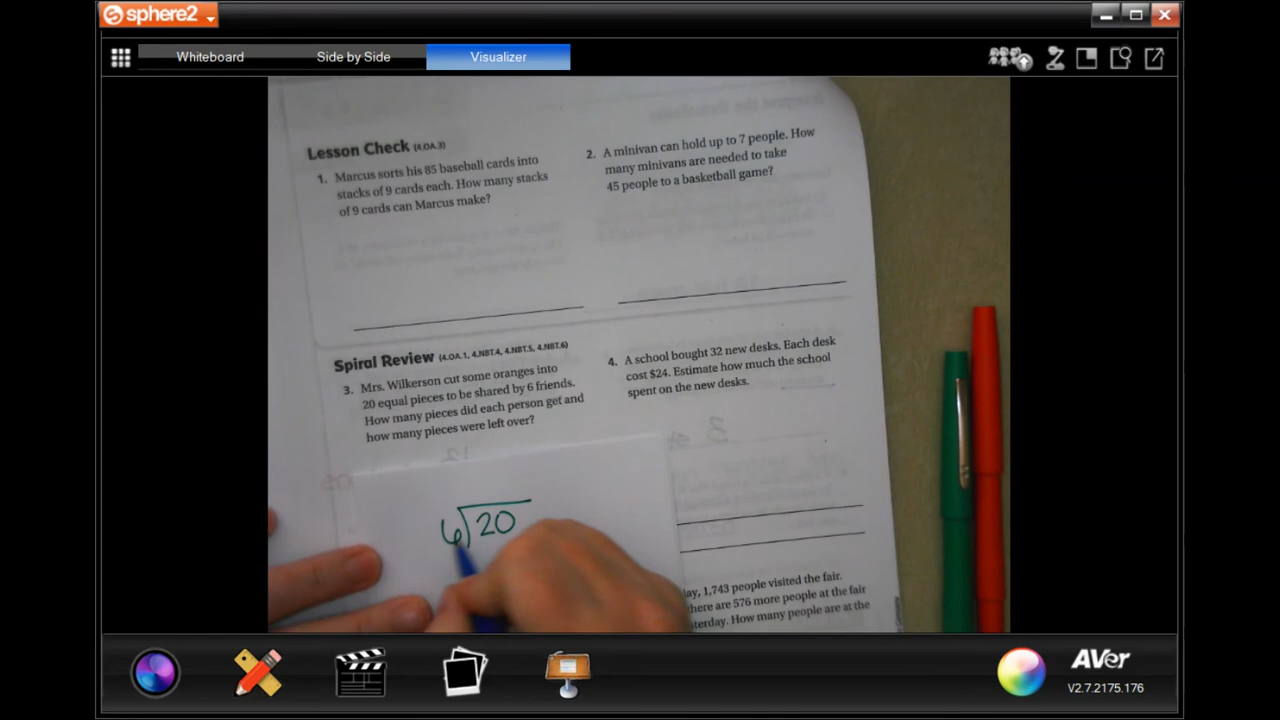 sphere2
Whiteboard
Side by Side
Visualizer
Lesson Check (4.OA.3)
1. Marcus sorts his 85 baseball cards into
stacks of 9 cards each. How many stacks
of 9 cards can Marcus make?
2. A minivan can hold up to 7 people. How
many minivans are needed to take
45 people to a basketball game?
Spiral Review (4.OA.1, 4.NBT.4, 4.NBT.5, 4.NBT.6)
3. Mrs. Wilkerson cut some oranges into
20 equal pieces to be shared by 6 friends.
How many pieces did each person get and
how many pieces were left over?
4. A school bought 32 new desks. Each desk
cost $24. Estimate how much the school
spent on the new desks.
6 20
1,743 people visited the fair.
here are 576 more people at the fair
How many people are at the
AVer
V2.7.2175.176